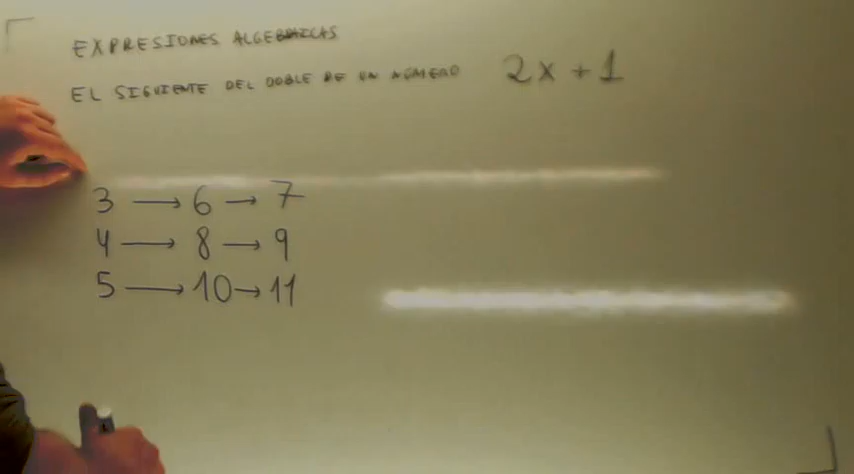 EXPRESIONES ALGEBRAICAS
EL SIGUIENTE DEL DOBLE DE UN NÚMERO 2x + 1
3 → 6 → 7
4 → 8 → 9
5 → 10 → 11